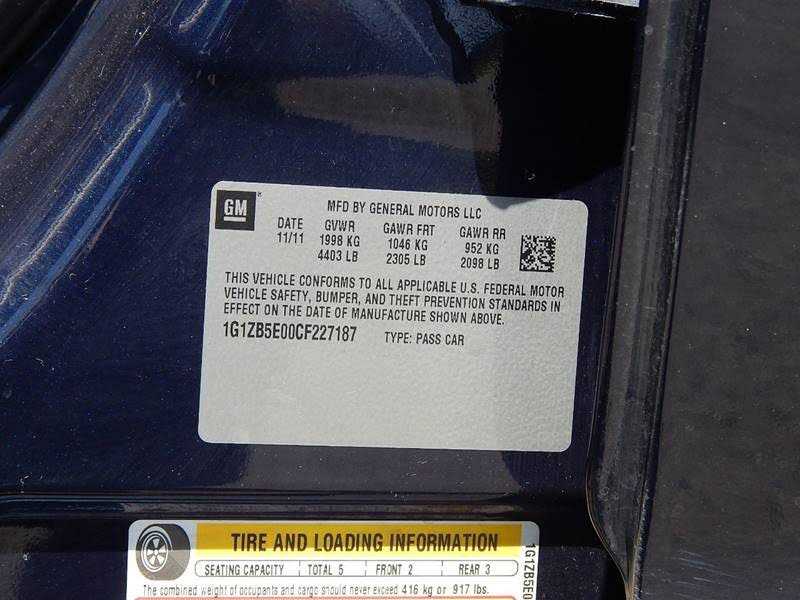 GM
MFD BY GENERAL MOTORS LLC
DATE GVWR GAWR FRT GAWR RR
11/11 1998 KG 1046 KG 952 KG
4403 LB 2305 LB 2098 LB
THIS VEHICLE CONFORMS TO ALL APPLICABLE U.S. FEDERAL MOTOR
VEHICLE SAFETY, BUMPER, AND THEFT PREVENTION STANDARDS IN
EFFECT ON THE DATE OF MANUFACTURE SHOWN ABOVE.
1G1ZB5E00CF227187 TYPE: PASS CAR
TIRE AND LOADING INFORMATION
SEATING CAPACITY TOTAL 5 FRONT 2 REAR 3
The combined weight of occupants and cargo should never exceed 416 kg or 917 lbs.
1G1ZB5E0